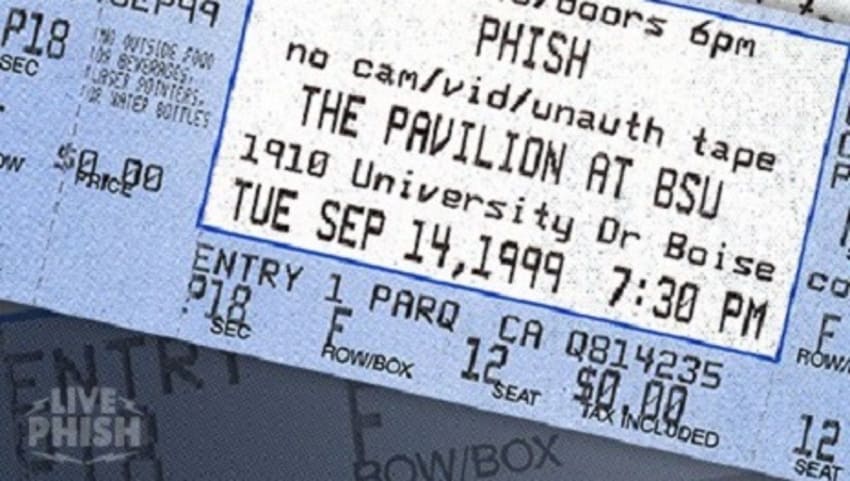 SEP99
P18
SEC
NO OUTSIDE FOOD
OR BEVERAGES,
LASER POINTERS,
OR WATER BOTTLES
$0.00
PRICE
doors 6pm
PHISH
no cam/vid/unauth tape
THE PAVILION AT BSU
1910 University Dr Boise
TUE SEP 14,1999 7:30 PM
ENTRY 1 PARQ CA Q814235
P18 F 12 $0.00
SEC ROW/BOX SEAT TAX INCLUDED
F
ROW/
12
SEAT
ENTRY
F
ROW/BOX
LIVE
PHISH